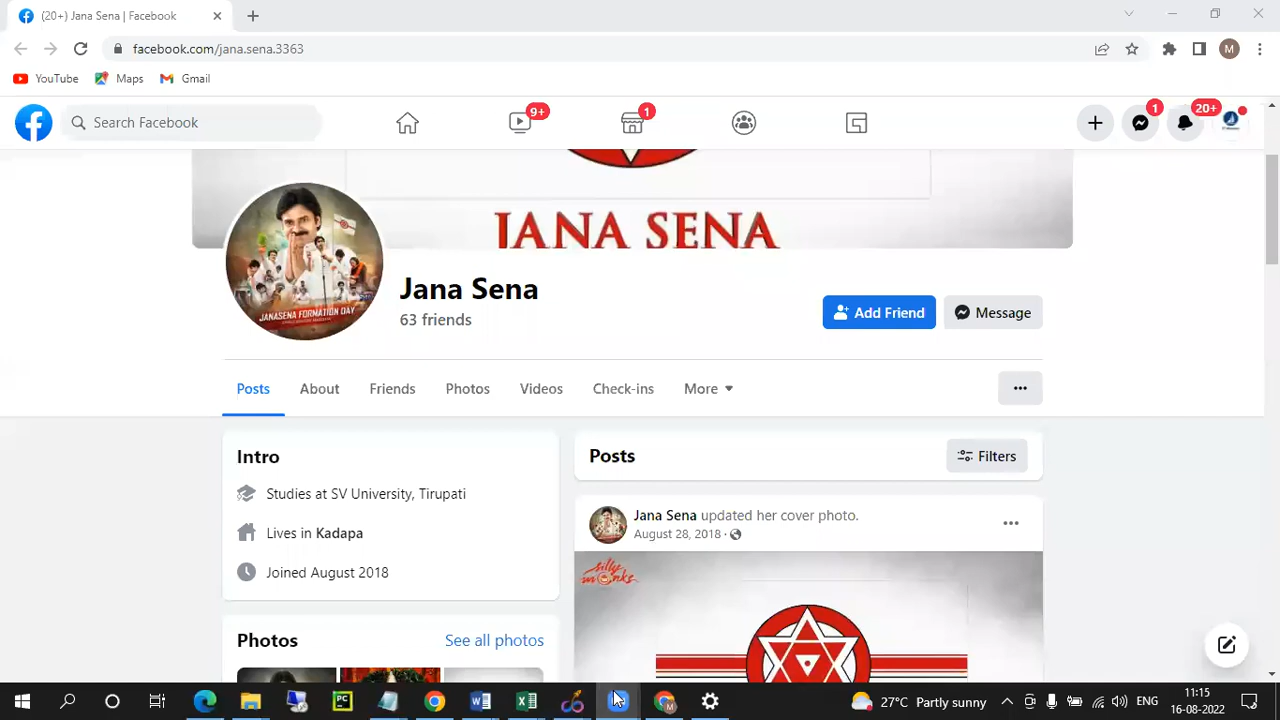 (20+) Jana Sena | Facebook
facebook.com/jana.sena.3363
M
YouTube Maps Gmail
Search Facebook
9+
1
1
20+
JANA SENA
JANASENA FORMATION DAY
Jana Sena
63 friends
Add Friend
Message
Posts About Friends Photos Videos Check-ins More
Intro
Studies at SV University, Tirupati
Lives in Kadapa
Joined August 2018
Photos See all photos
Posts
Filters
Jana Sena updated her cover photo.
August 28, 2018
silly monks
PC
27°C Partly sunny
ENG
11:15
16-08-2022